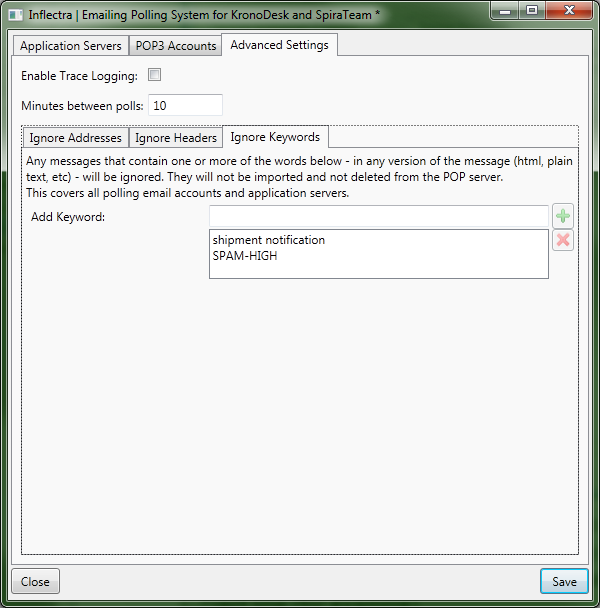 Inflectra | Emailing Polling System for KronoDesk and SpiraTeam *
Application Servers POP3 Accounts Advanced Settings
Enable Trace Logging:
Minutes between polls: 10
Ignore Addresses Ignore Headers Ignore Keywords
Any messages that contain one or more of the words below - in any version of the message (html, plain
text, etc) - will be ignored. They will not be imported and not deleted from the POP server.
This covers all polling email accounts and application servers.
Add Keyword:
shipment notification
SPAM-HIGH
Close Save